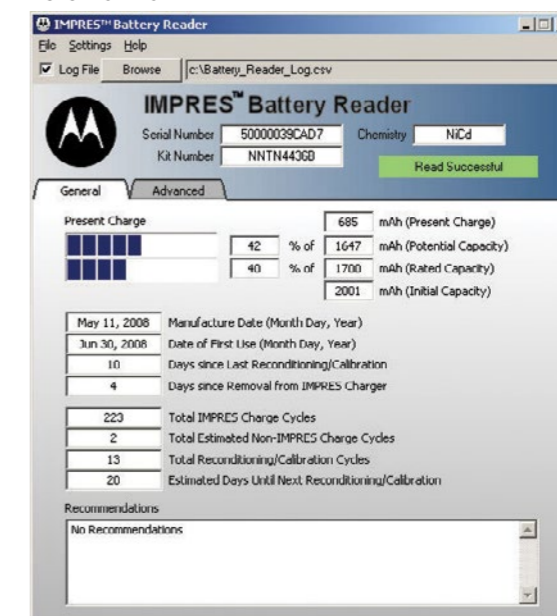 IMPRES™ Battery Reader
File Settings Help
Log File Browse c:\Battery_Reader_Log.csv
IMPRES™ Battery Reader
Serial Number 50000039CAD7 Chemistry NiCd
Kit Number NNTN4436B Read Successful
General Advanced
Present Charge 685 mAh (Present Charge)
42 % of 1647 mAh (Potential Capacity)
40 % of 1700 mAh (Rated Capacity)
2001 mAh (Initial Capacity)
May 11, 2008 Manufacture Date (Month Day, Year)
Jun 30, 2008 Date of First Use (Month Day, Year)
10 Days since Last Reconditioning/Calibration
4 Days since Removal from IMPRES Charger
223 Total IMPRES Charge Cycles
2 Total Estimated Non-IMPRES Charge Cycles
13 Total Reconditioning/Calibration Cycles
20 Estimated Days Until Next Reconditioning/Calibration
Recommendations
No Recommendations